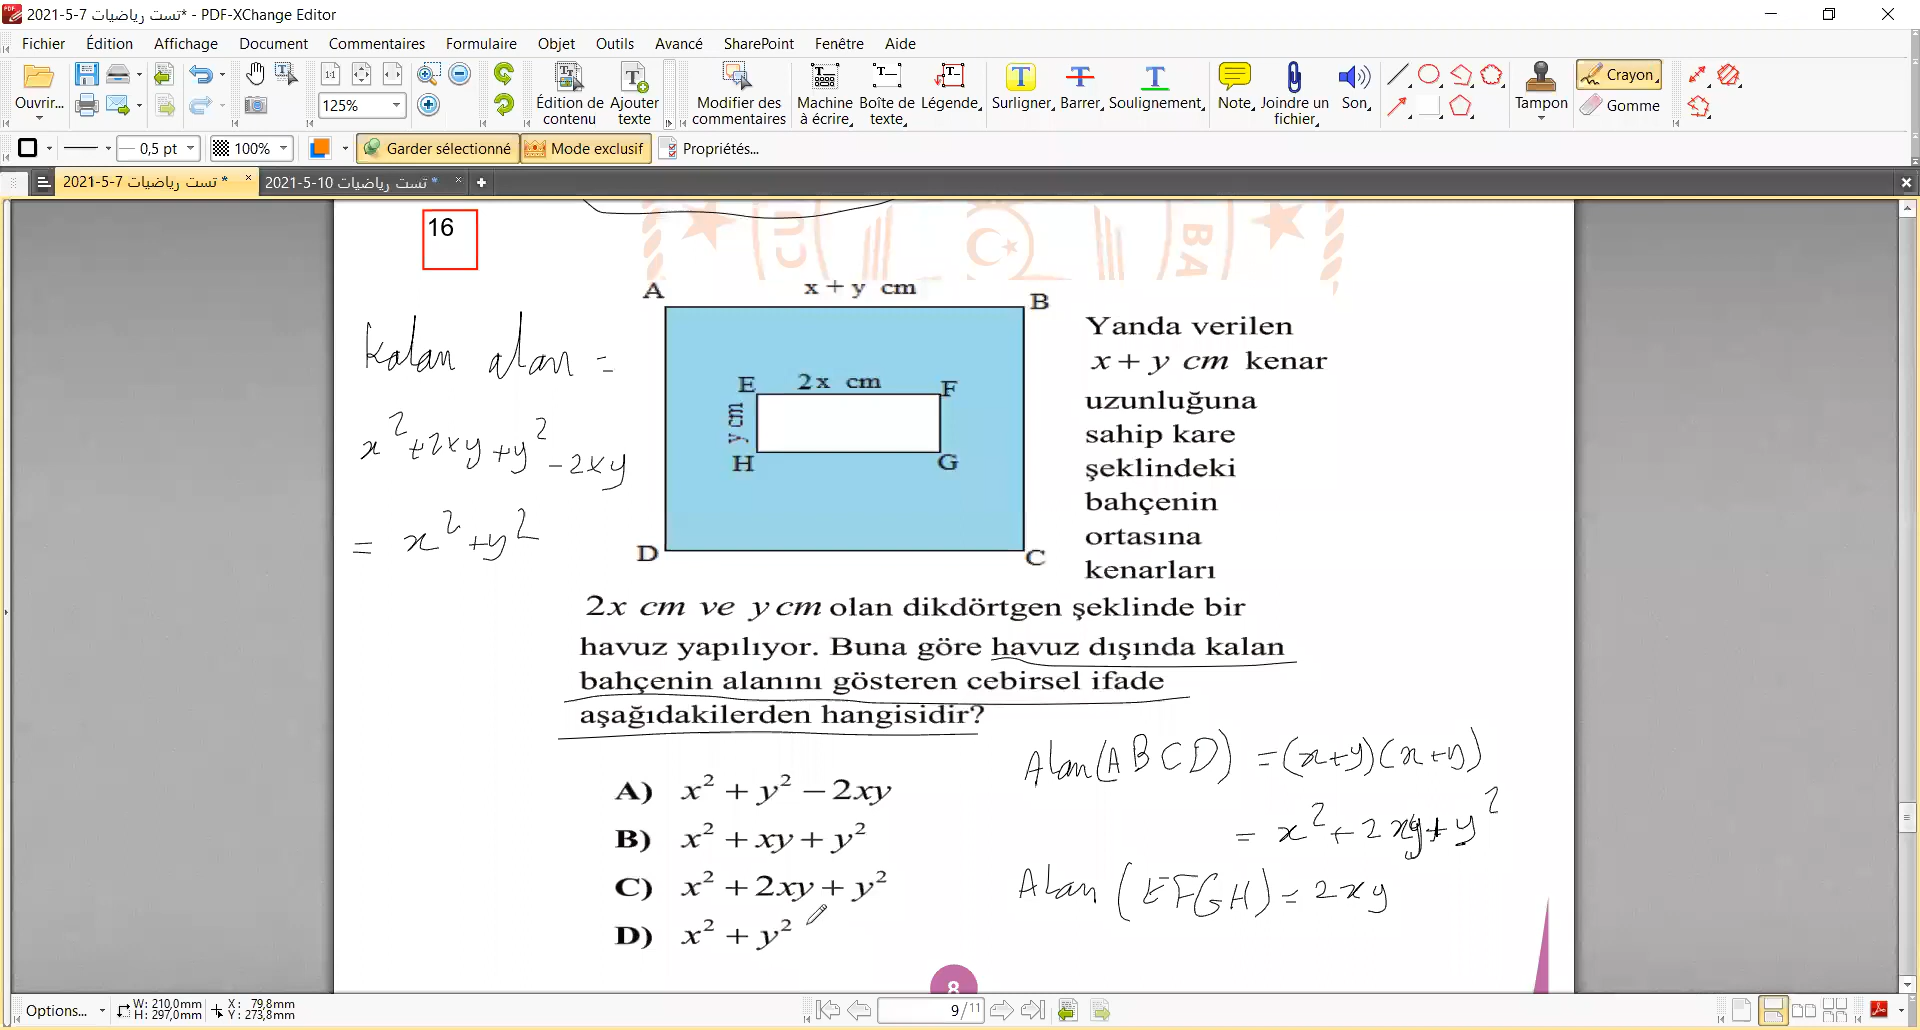 2021-5-7 تست رياضيات* - PDF-XChange Editor
Fichier Édition Affichage Document Commentaires Formulaire Objet Outils Avancé SharePoint Fenêtre Aide
Ouvrir... 125% Édition de contenu Ajouter texte Modifier des commentaires Machine à écrire Boîte de texte Légende Surligner Barrer Soulignement Note Joindre un fichier Son Tampon Crayon Gomme
0,5 pt 100% Garder sélectionné Mode exclusif Propriétés...
2021-5-7 تست رياضيات * 2021-5-10 تست رياضيات *
16
BA
A x + y cm B
E 2x cm F
y cm
H G
D C
Kalan alan =
x² + 2xy + y² - 2xy
= x² + y²
Yanda verilen
x + y cm kenar
uzunluğuna
sahip kare
şeklindeki
bahçenin
ortasına
kenarları
2x cm ve y cm olan dikdörtgen şeklinde bir
havuz yapılıyor. Buna göre havuz dışında kalan
bahçenin alanını gösteren cebirsel ifade
aşağıdakilerden hangisidir?
A) x² + y² – 2xy
B) x² + xy + y²
C) x² + 2xy + y²
D) x² + y²
Alan(ABCD) = (x+y)(x+y)
= x² + 2xy + y²
Alan (EFGH) = 2xy
8
Options... W: 210,0mm H: 297,0mm X: 79,8mm Y: 273,8mm 9 / 11